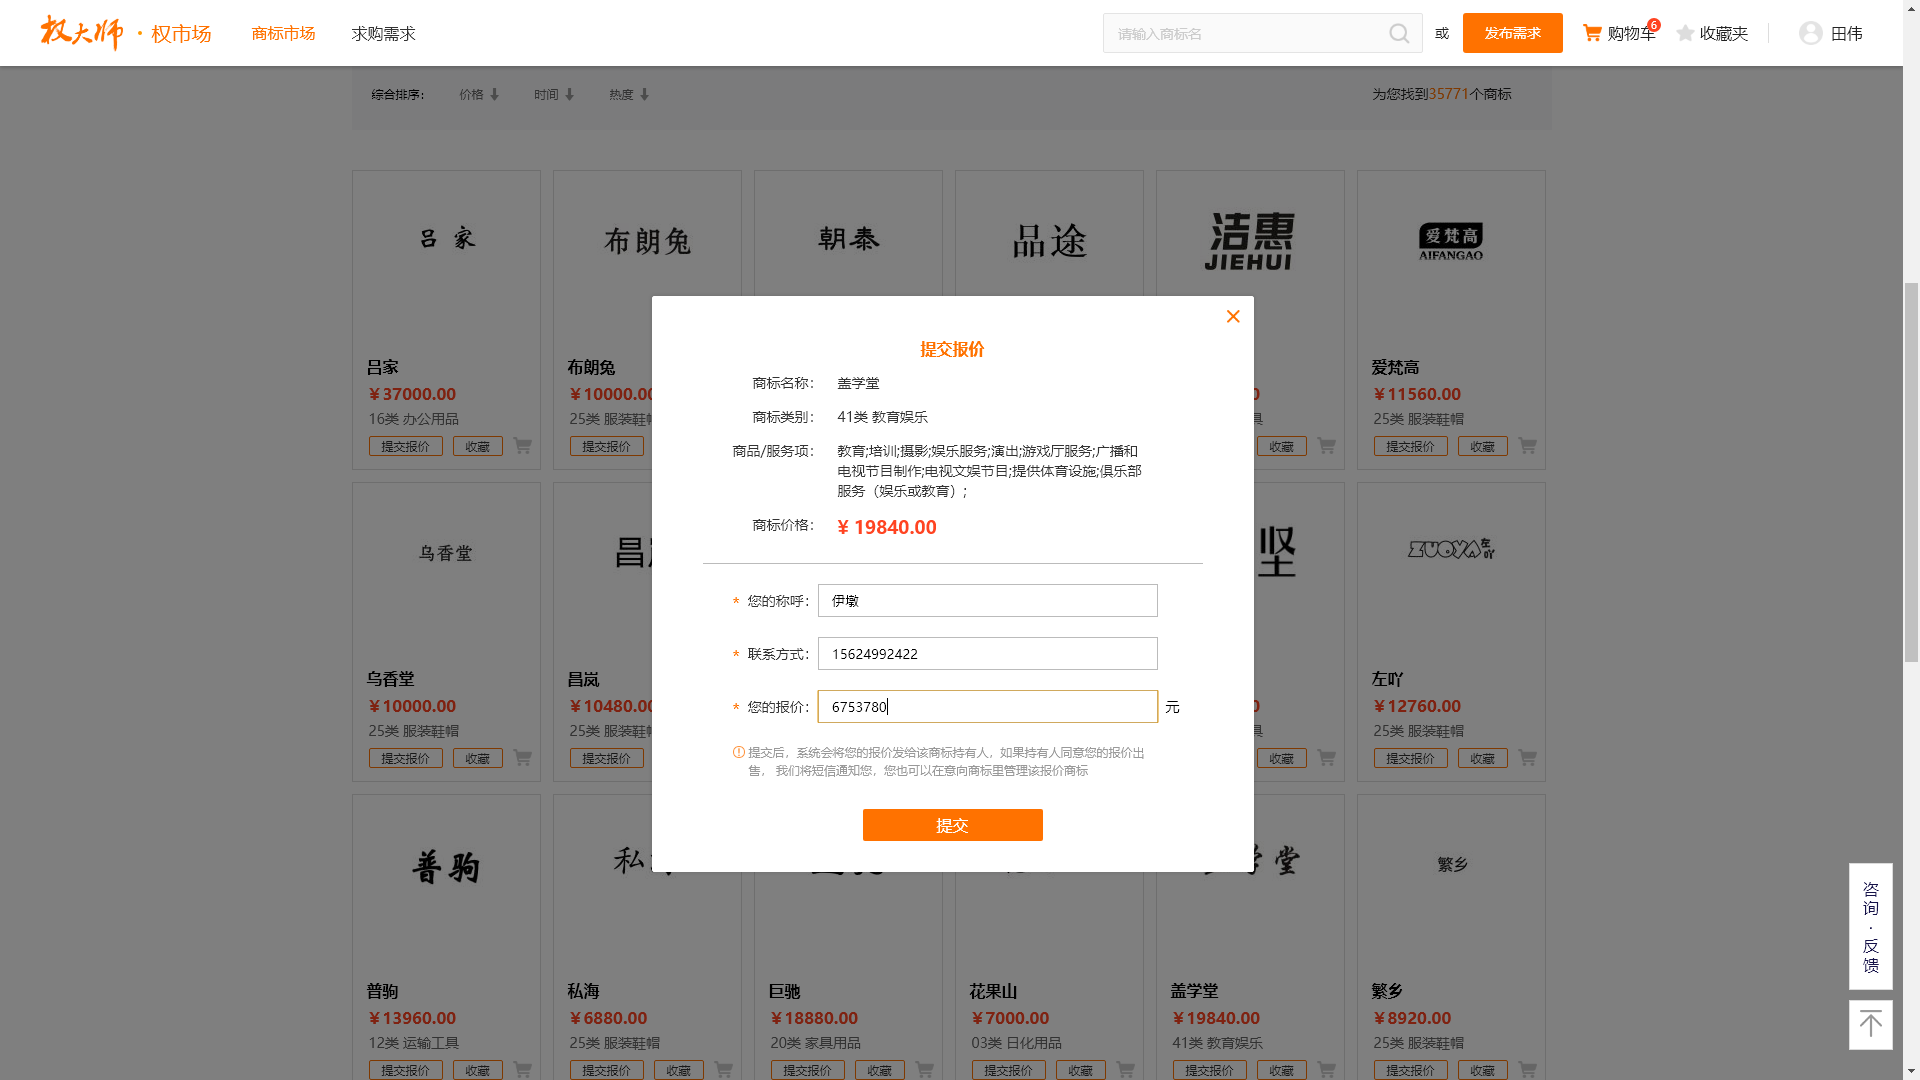 权大师 · 权市场 商标市场 求购需求 请输入商标名 或 发布需求 购物车 6 收藏夹 田伟
综合排序： 价格 时间 热度 为您找到35771个商标
吕 家 布朗兔 朝泰 品途 洁惠 JIEHUI 爱梵高 AIFANGAO
吕家 布朗兔 爱梵高
￥37000.00 ￥10000.00 0 ￥11560.00
16类 办公用品 25类 服装鞋帽 具 25类 服装鞋帽
提交报价 收藏 提交报价 收藏 提交报价 收藏
提交报价
商标名称： 盖学堂
商标类别： 41类 教育娱乐
商品/服务项： 教育;培训;摄影;娱乐服务;演出;游戏厅服务;广播和
电视节目制作;电视文娱节目;提供体育设施;俱乐部
服务（娱乐或教育）;
商标价格： ¥ 19840.00
* 您的称呼： 伊墩
* 联系方式： 15624992422
* 您的报价： 6753780 元
提交后，系统会将您的报价发给该商标持有人，如果持有人同意您的报价出
售， 我们将短信通知您，您也可以在意向商标里管理该报价商标
提交
乌香堂 昌 坚 ZUOYA左吖
乌香堂 昌岚 左吖
￥10000.00 ￥10480.00 0 ￥12760.00
25类 服装鞋帽 25类 服装鞋帽 具 25类 服装鞋帽
提交报价 收藏 提交报价 收藏 提交报价 收藏
普驹 私 学堂 繁乡
普驹 私海 巨驰 花果山 盖学堂 繁乡
￥13960.00 ￥6880.00 ￥18880.00 ￥7000.00 ￥19840.00 ￥8920.00
12类 运输工具 25类 服装鞋帽 20类 家具用品 03类 日化用品 41类 教育娱乐 25类 服装鞋帽
提交报价 收藏 提交报价 收藏 提交报价 收藏 提交报价 收藏 提交报价 收藏 提交报价 收藏
咨
询
·
反
馈